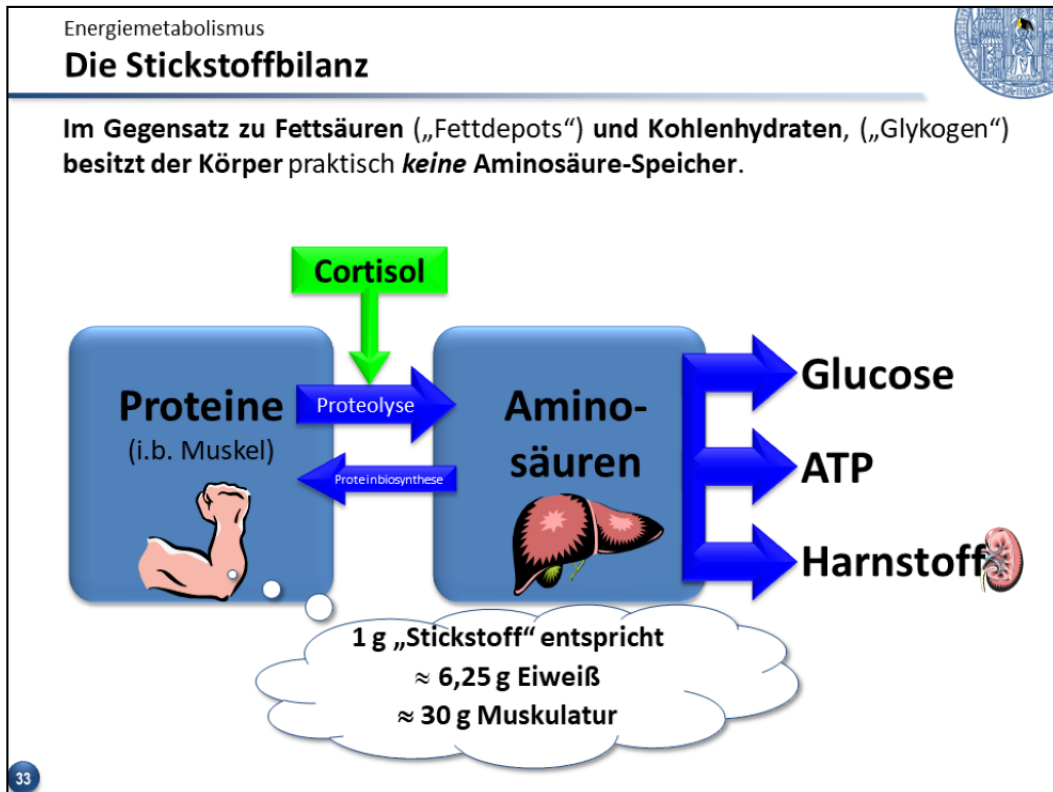 Energiemetabolismus
Die Stickstoffbilanz
Im Gegensatz zu Fettsäuren („Fettdepots“) und Kohlenhydraten, („Glykogen“)
besitzt der Körper praktisch keine Aminosäure-Speicher.
Cortisol
Proteine
(i.b. Muskel)
Proteolyse
Proteinbiosynthese
Amino-
säuren
Glucose
ATP
Harnstoff
1 g „Stickstoff“ entspricht
≈ 6,25 g Eiweiß
≈ 30 g Muskulatur
33